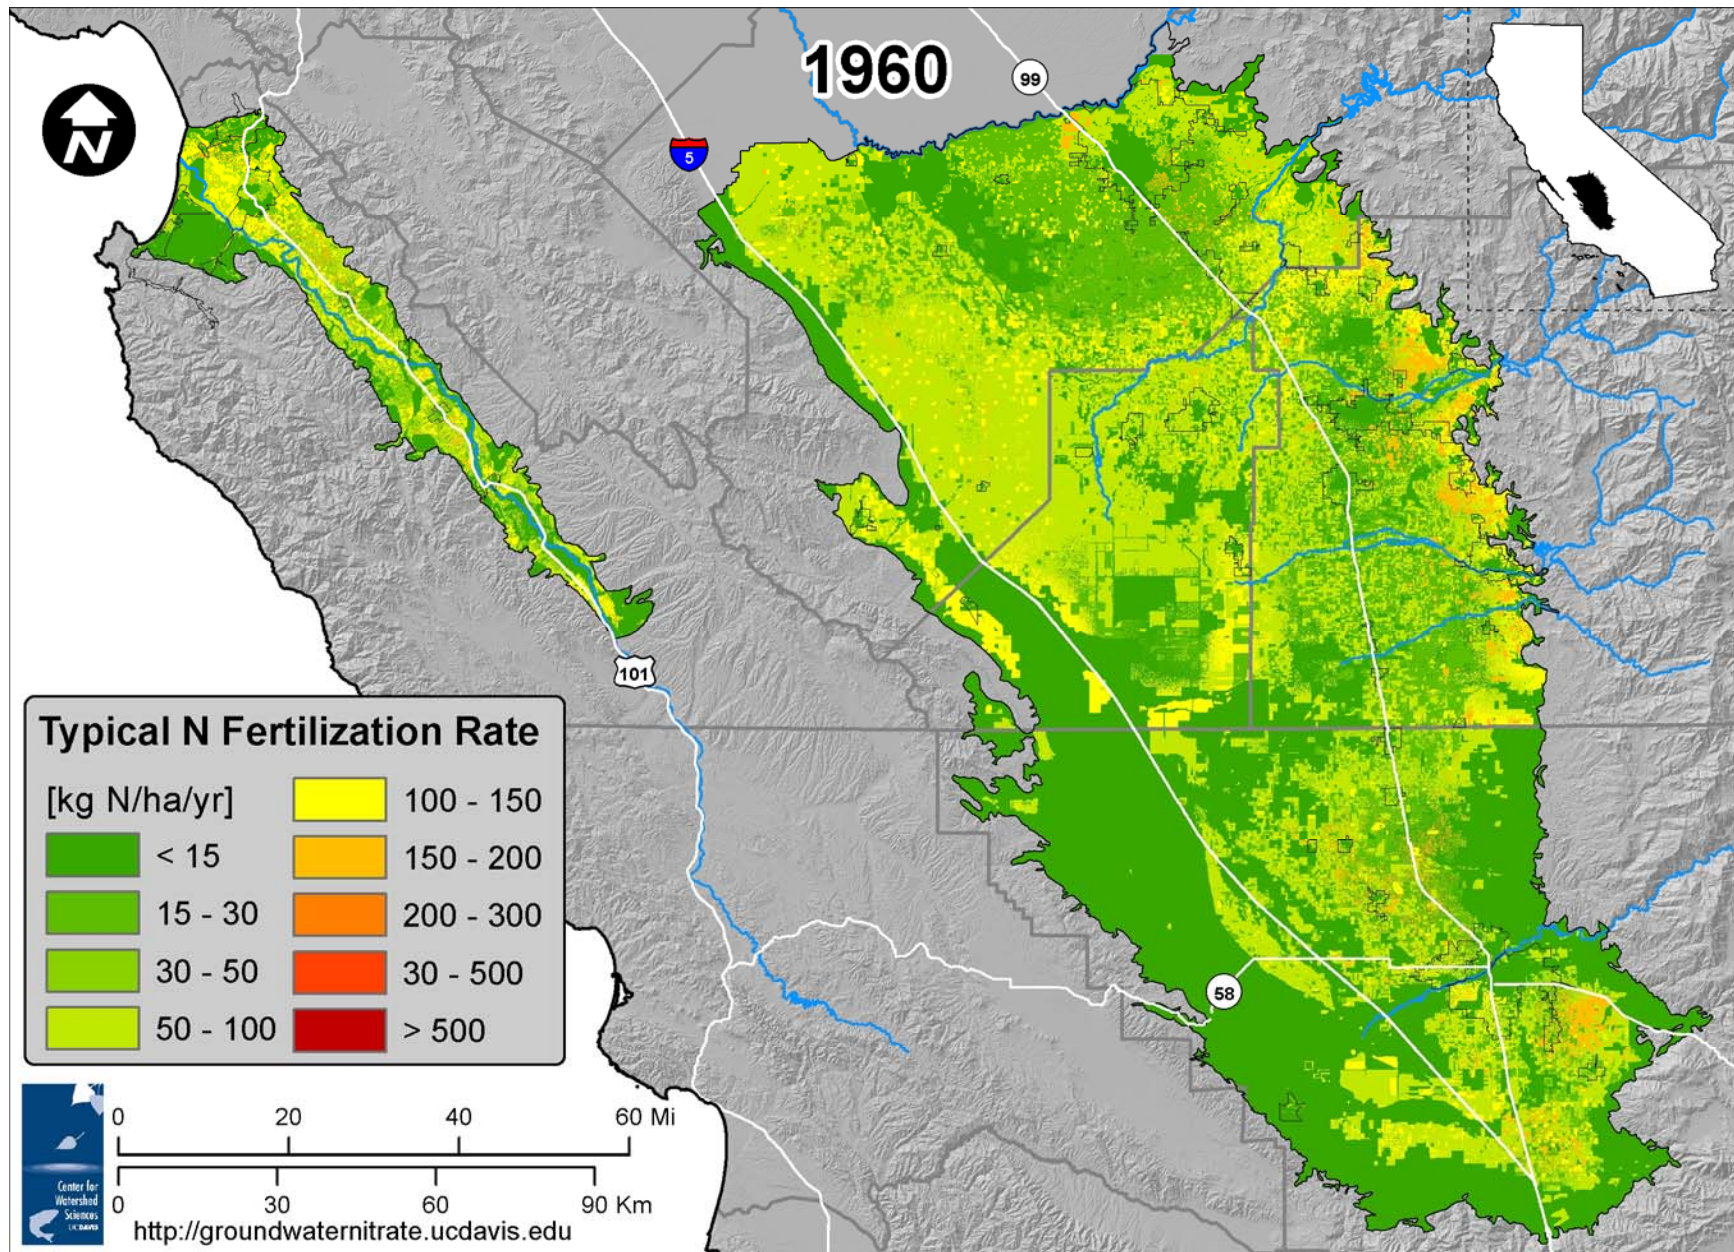 1960
99
N
5
101
Typical N Fertilization Rate
[kg N/ha/yr]
< 15
15 - 30
30 - 50
50 - 100
100 - 150
150 - 200
200 - 300
30 - 500
> 500
58
0 20 40 60 Mi
0 30 60 90 Km
Center for
Watershed
Sciences
UC DAVIS
http://groundwaternitrate.ucdavis.edu